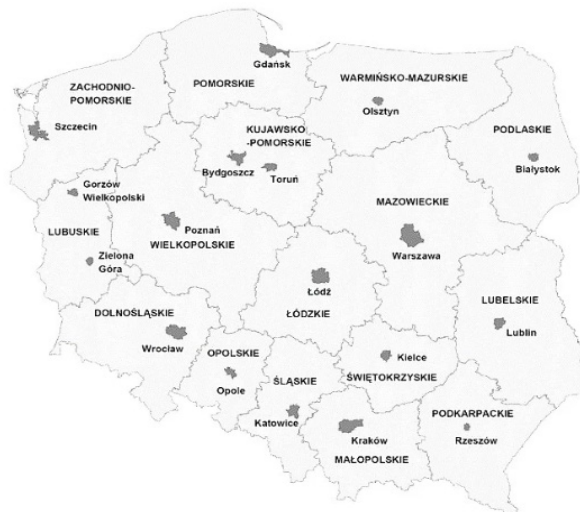 Gdańsk
POMORSKIE
WARMIŃSKO-MAZURSKIE
Olsztyn
ZACHODNIO-
POMORSKIE
Szczecin
KUJAWSKO
-POMORSKIE
Bydgoszcz
Toruń
PODLASKIE
Białystok
Gorzów
Wielkopolski
LUBUSKIE
Zielona
Góra
Poznań
WIELKOPOLSKIE
MAZOWIECKIE
Warszawa
Łódź
ŁÓDZKIE
LUBELSKIE
Lublin
DOLNOŚLĄSKIE
Wrocław
OPOLSKIE
Opole
ŚLĄSKIE
Katowice
Kielce
ŚWIĘTOKRZYSKIE
Kraków
MAŁOPOLSKIE
PODKARPACKIE
Rzeszów